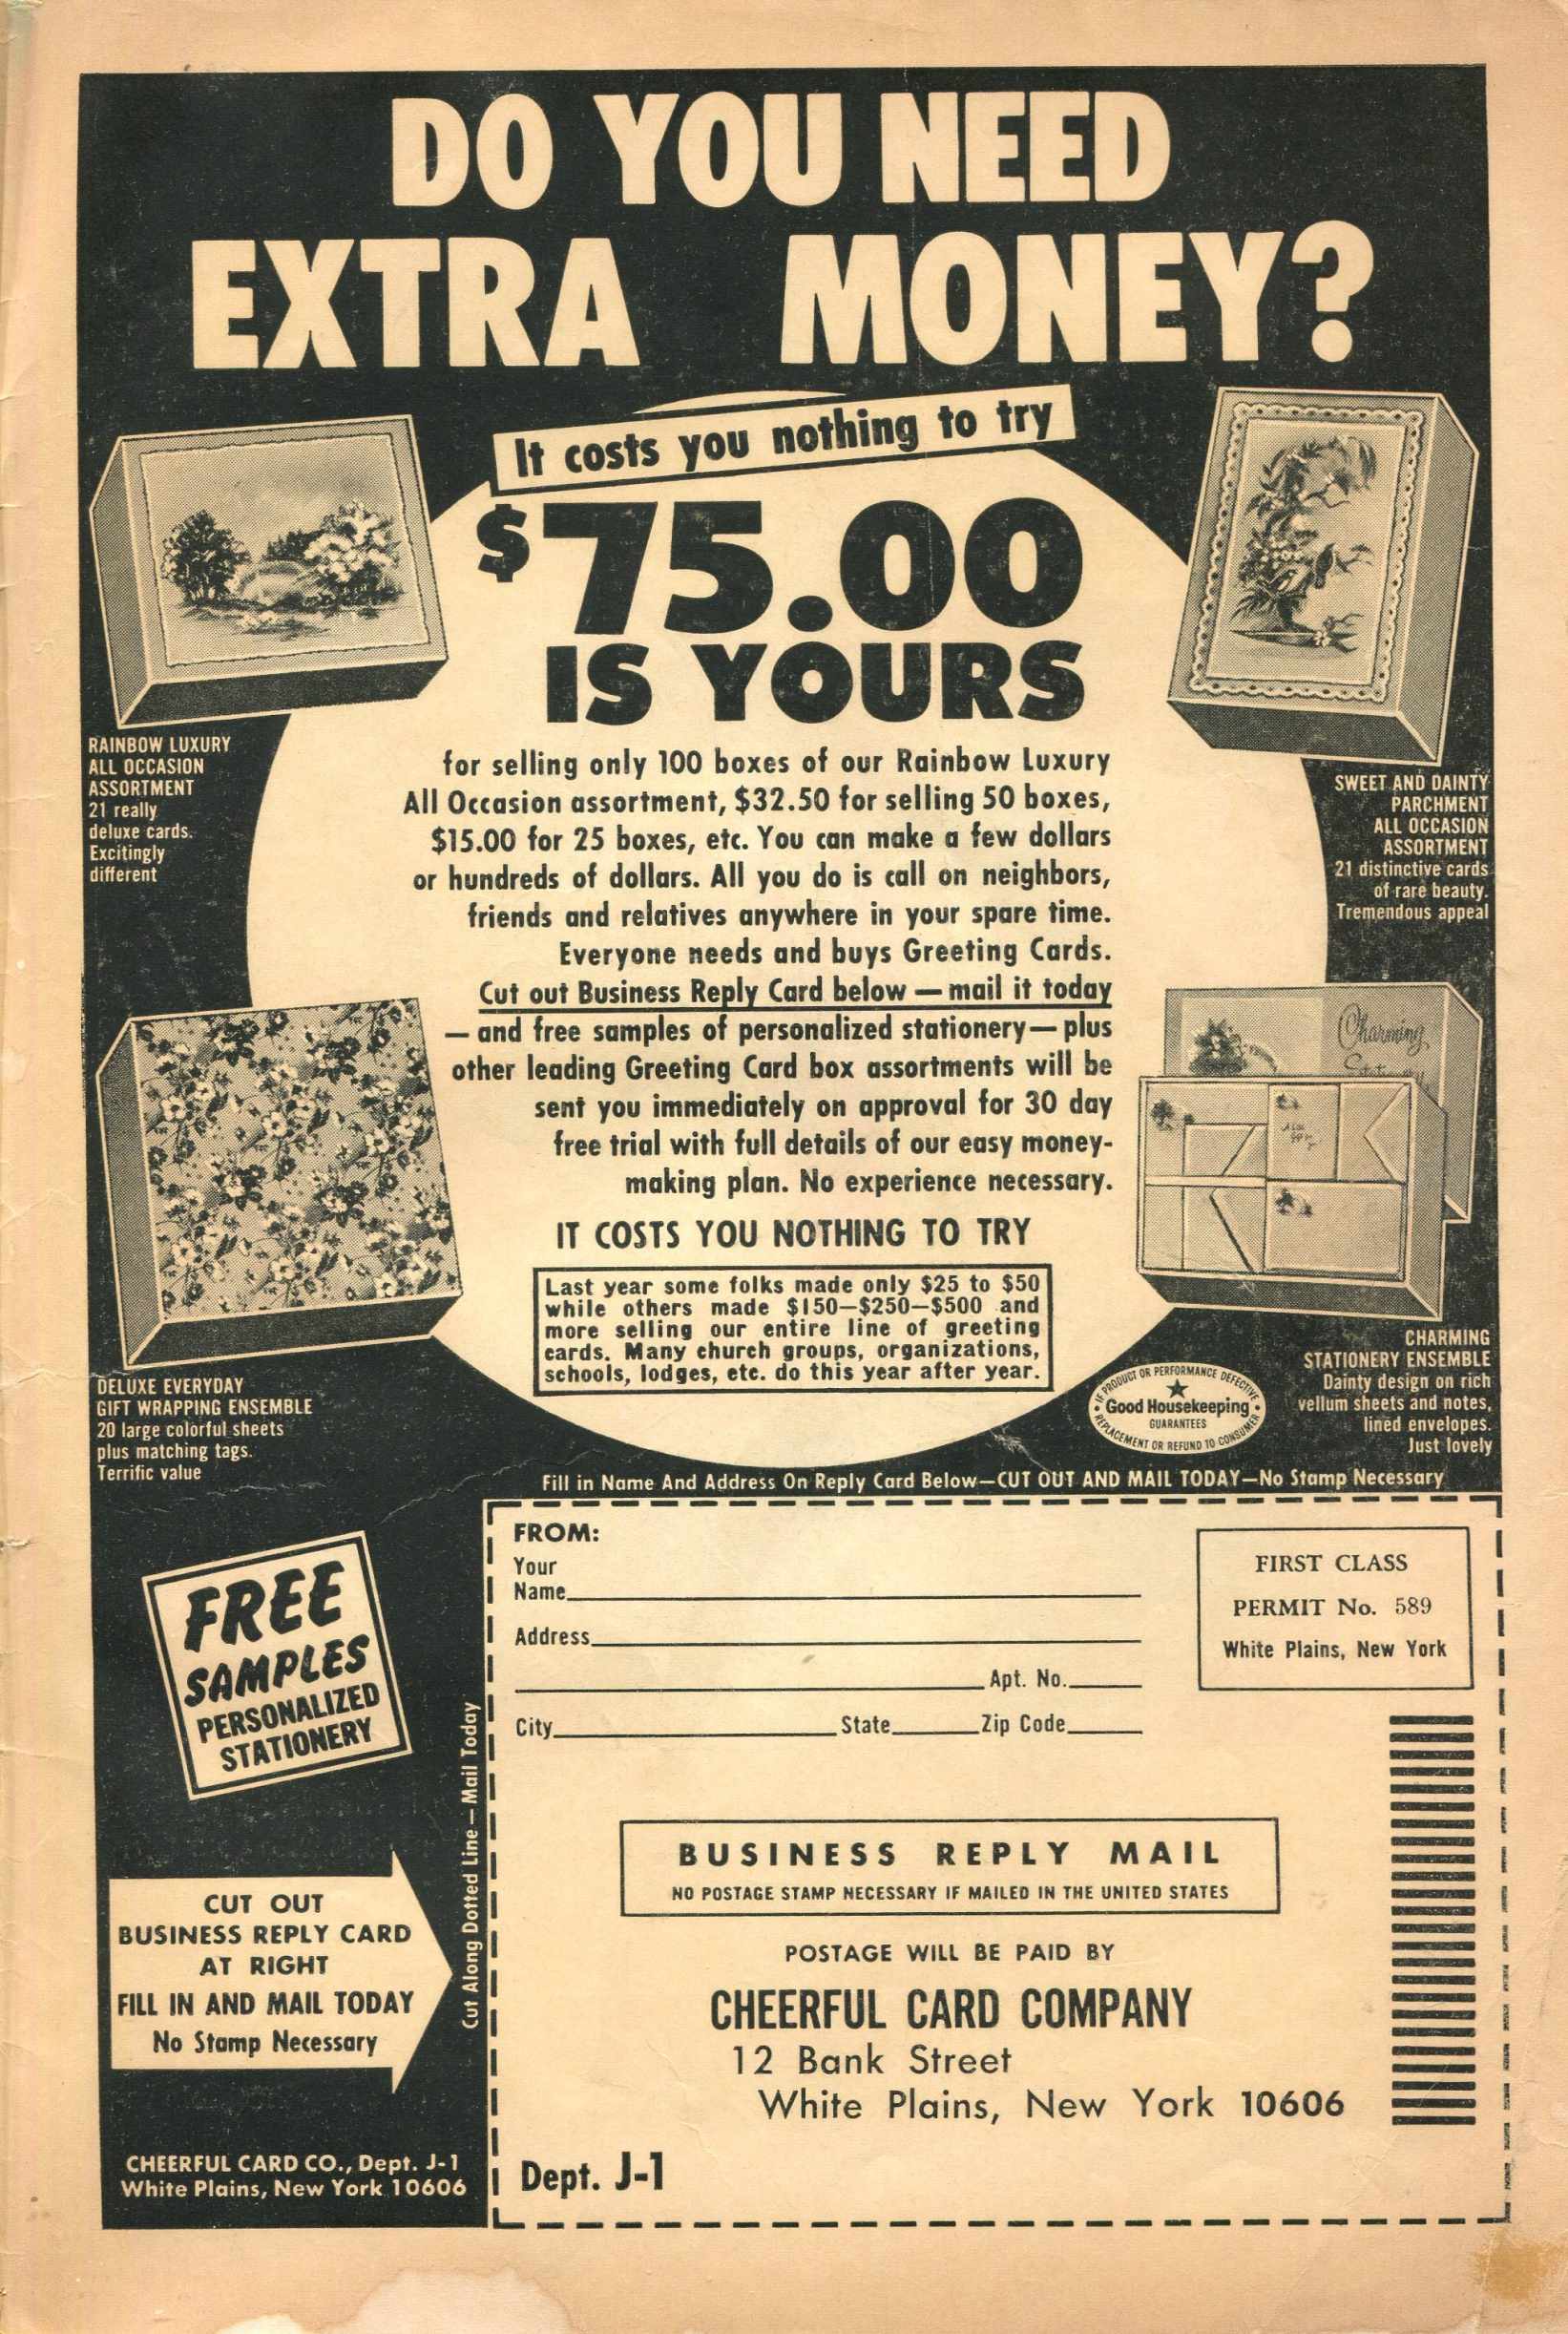 DO YOU NEED
EXTRA MONEY?
It costs you nothing to try
$75.00
IS YOURS
for selling only 100 boxes of our Rainbow Luxury
All Occasion assortment, $32.50 for selling 50 boxes,
$15.00 for 25 boxes, etc. You can make a few dollars
or hundreds of dollars. All you do is call on neighbors,
friends and relatives anywhere in your spare time.
Everyone needs and buys Greeting Cards.
Cut out Business Reply Card below — mail it today
— and free samples of personalized stationery — plus
other leading Greeting Card box assortments will be
sent you immediately on approval for 30 day
free trial with full details of our easy money-
making plan. No experience necessary.
IT COSTS YOU NOTHING TO TRY
Last year some folks made only $25 to $50
while others made $150—$250—$500 and
more selling our entire line of greeting
cards. Many church groups, organizations,
schools, lodges, etc. do this year after year.
RAINBOW LUXURY
ALL OCCASION
ASSORTMENT
21 really
deluxe cards.
Excitingly
different
SWEET AND DAINTY
PARCHMENT
ALL OCCASION
ASSORTMENT
21 distinctive cards
of rare beauty.
Tremendous appeal
DELUXE EVERYDAY
GIFT WRAPPING ENSEMBLE
20 large colorful sheets
plus matching tags.
Terrific value
Charming
CHARMING
STATIONERY ENSEMBLE
Dainty design on rich
vellum sheets and notes,
lined envelopes.
Just lovely
IF PRODUCT OR PERFORMANCE DEFECTIVE
Good Housekeeping
GUARANTEES
REPLACEMENT OR REFUND TO CONSUMER
Fill in Name And Address On Reply Card Below—CUT OUT AND MAIL TODAY—No Stamp Necessary
FREE
SAMPLES
PERSONALIZED
STATIONERY
CUT OUT
BUSINESS REPLY CARD
AT RIGHT
FILL IN AND MAIL TODAY
No Stamp Necessary
CHEERFUL CARD CO., Dept. J-1
White Plains, New York 10606
Cut Along Dotted Line — Mail Today
FROM:
Your
Name
Address
Apt. No.
City State Zip Code
FIRST CLASS
PERMIT No. 589
White Plains, New York
BUSINESS REPLY MAIL
NO POSTAGE STAMP NECESSARY IF MAILED IN THE UNITED STATES
POSTAGE WILL BE PAID BY
CHEERFUL CARD COMPANY
12 Bank Street
White Plains, New York 10606
Dept. J-1